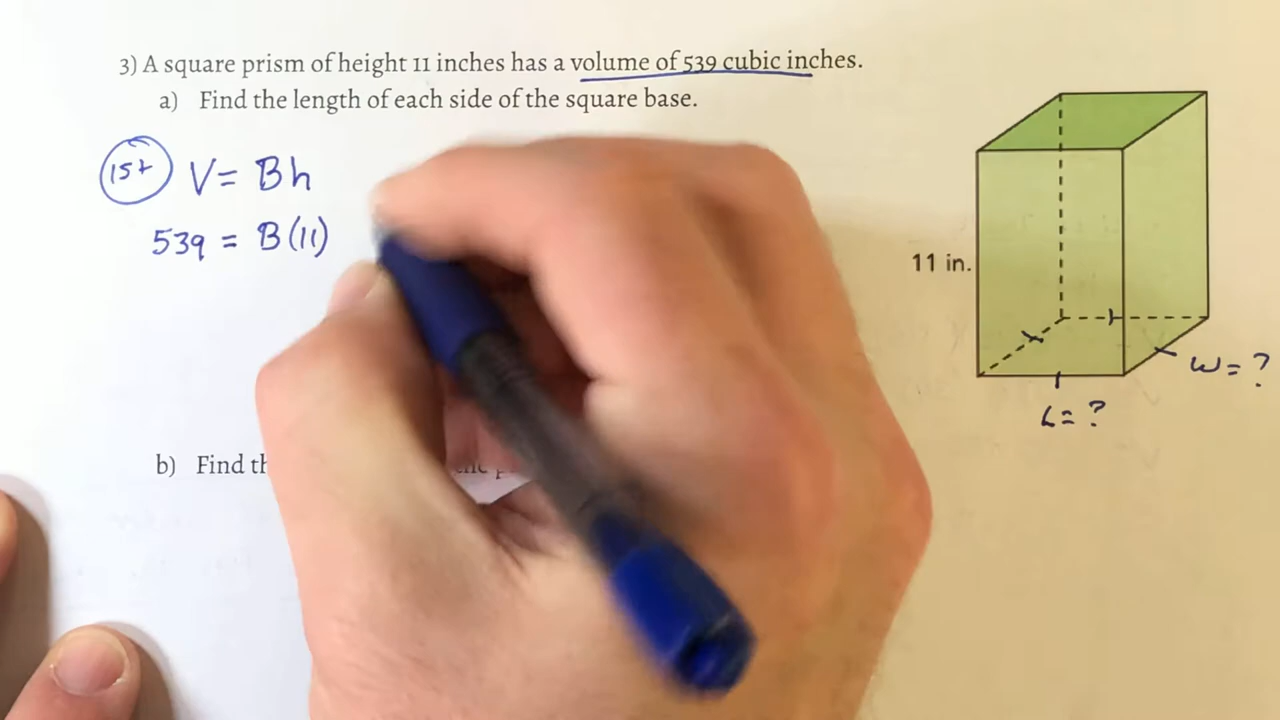 3) A square prism of height 11 inches has a volume of 539 cubic inches.
a) Find the length of each side of the square base.
1st V = Bh
539 = B(11)
11 in.
W = ?
L = ?
b) Find